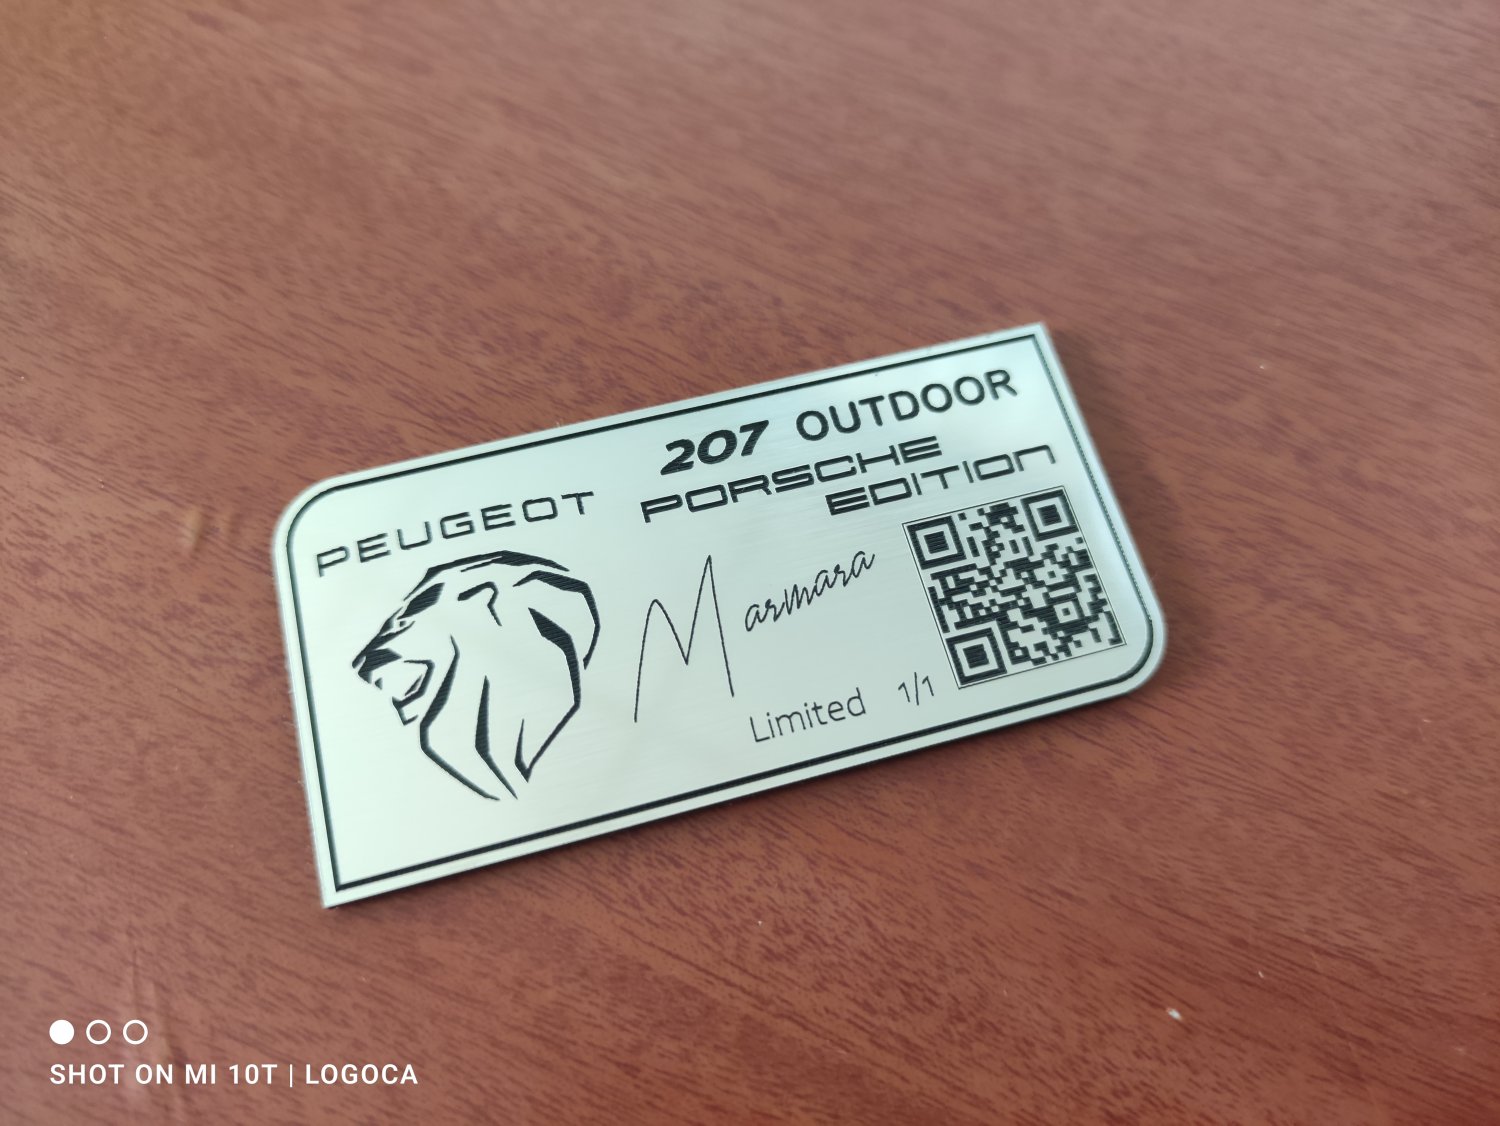 PEUGEOT
207 OUTDOOR
PORSCHE
EDITION
Marmara
Limited 1/1
SHOT ON MI 10T | LOGOCA